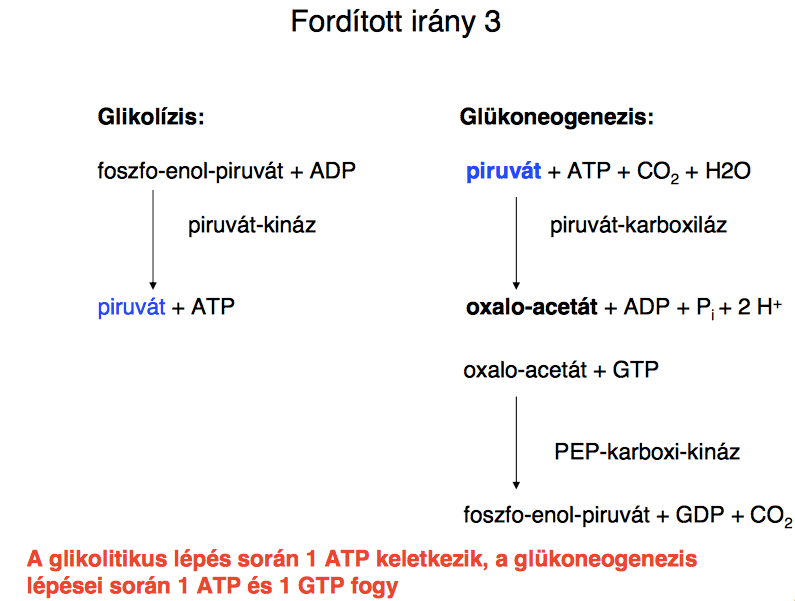 Fordított irány 3
Glikolízis:
foszfo-enol-piruvát + ADP
piruvát-kináz
piruvát + ATP
Glükoneogenezis:
piruvát + ATP + CO₂ + H2O
piruvát-karboxiláz
oxalo-acetát + ADP + Pᵢ + 2 H⁺
oxalo-acetát + GTP
PEP-karboxi-kináz
foszfo-enol-piruvát + GDP + CO₂
A glikolitikus lépés során 1 ATP keletkezik, a glükoneogenezis
lépései során 1 ATP és 1 GTP fogy